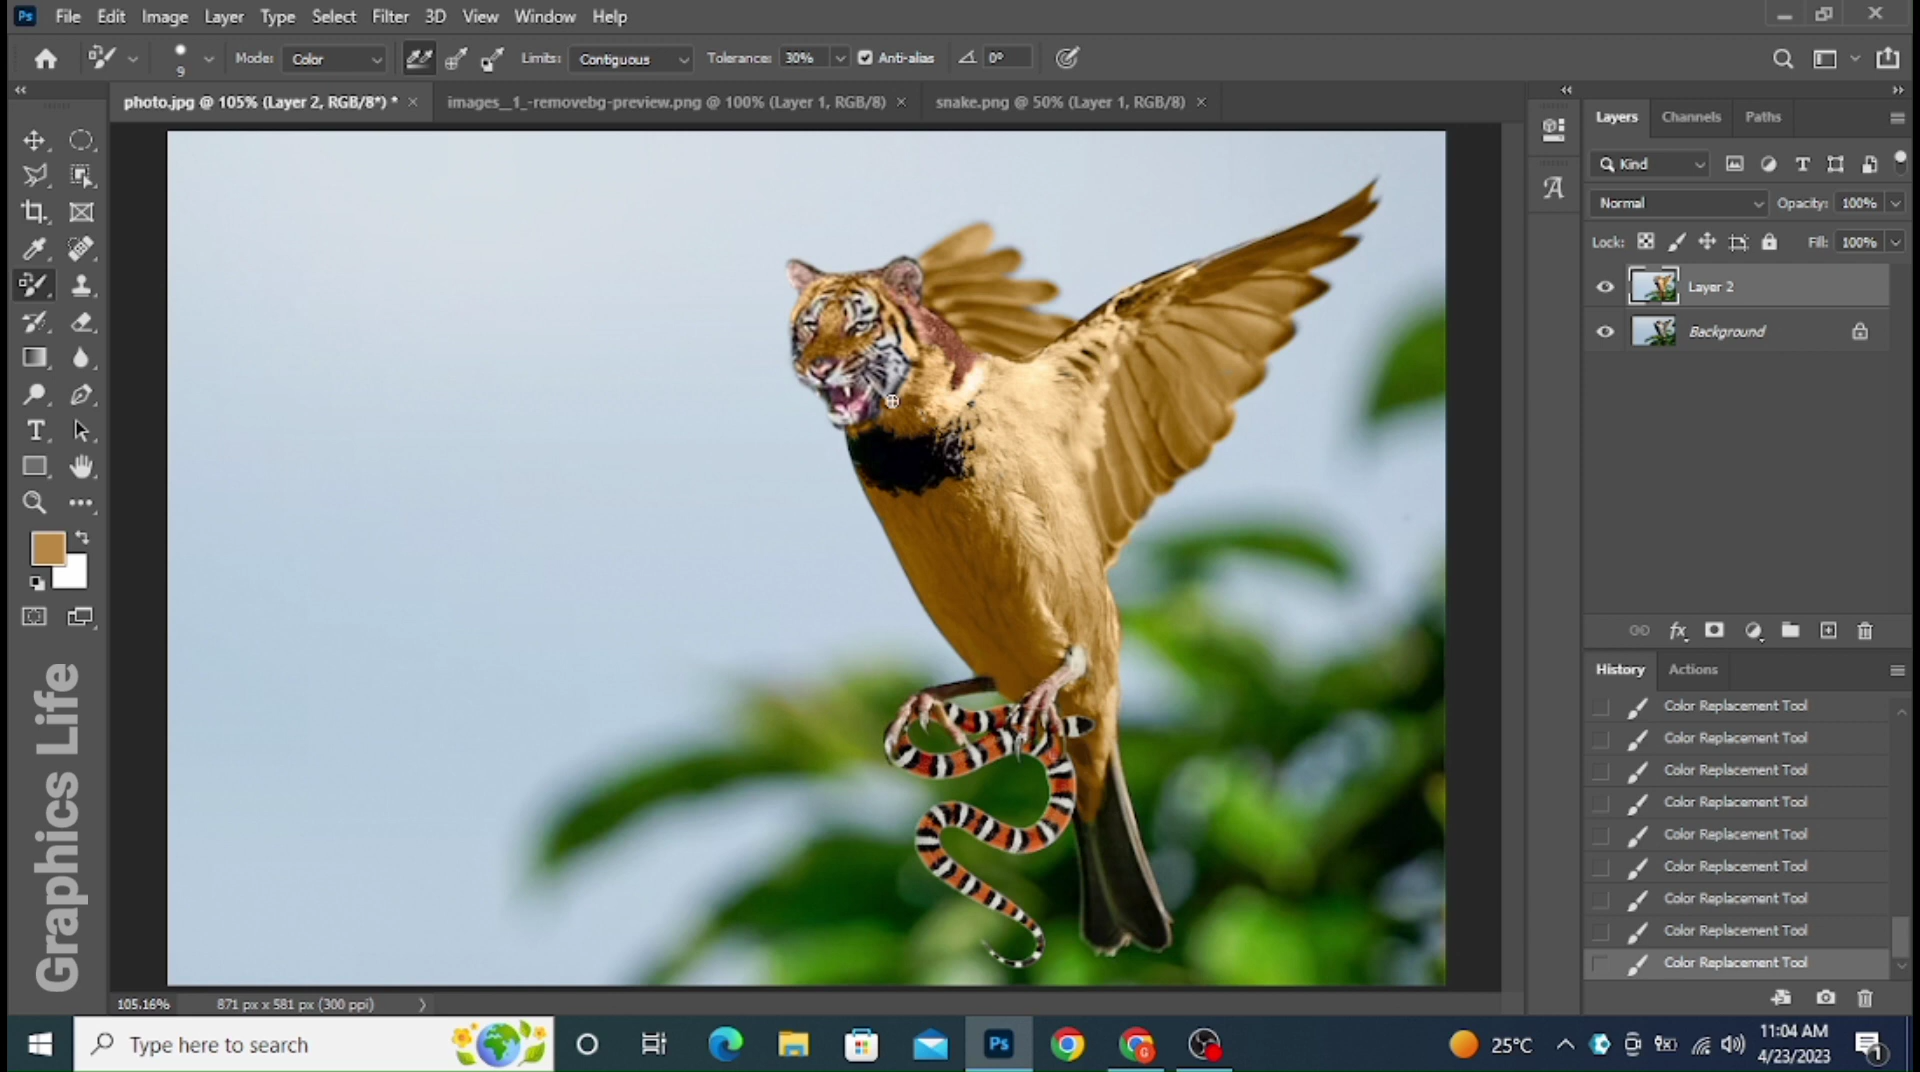 Ps File Edit Image Layer Type Select Filter 3D View Window Help
9 Mode: Color Limits: Contiguous Tolerance: 30% Anti-alias 0°
photo.jpg @ 105% (Layer 2, RGB/8*) * images__1_-removebg-preview.png @ 100% (Layer 1, RGB/8) snake.png @ 50% (Layer 1, RGB/8)
Layers Channels Paths
Kind
Normal Opacity: 100%
Lock: Fill: 100%
Layer 2
Background
fx
History Actions
Color Replacement Tool
Color Replacement Tool
Color Replacement Tool
Color Replacement Tool
Color Replacement Tool
Color Replacement Tool
Color Replacement Tool
Color Replacement Tool
Color Replacement Tool
Graphics Life
105.16% 871 px x 581 px (300 ppi)
Type here to search
Ps
G
25°C
11:04 AM
4/23/2023
1